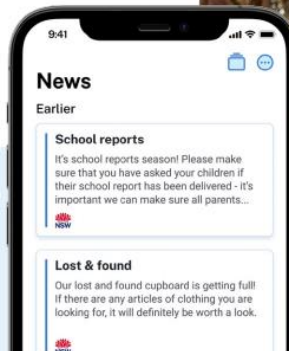 9:41
News
Earlier
School reports
It's school reports season! Please make
sure that you have asked your children if
their school report has been delivered - it's
important we can make sure all parents...
NSW
Lost & found
Our lost and found cupboard is getting full!
If there are any articles of clothing you are
looking for, it will definitely be worth a look.
NSW